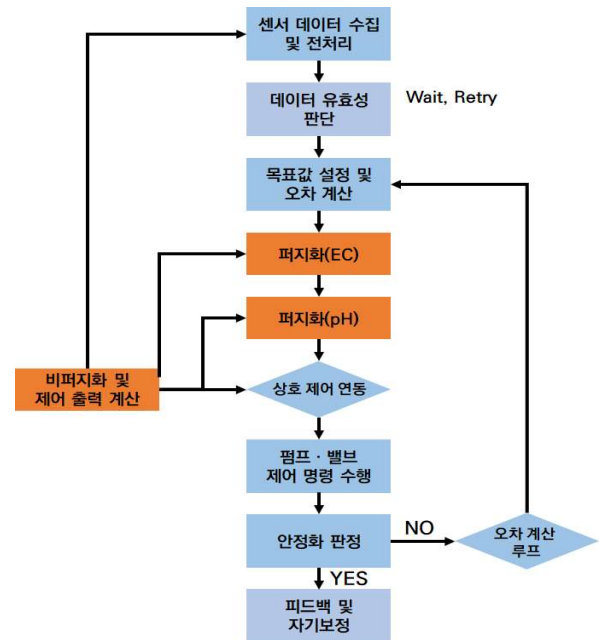 센서 데이터 수집
및 전처리
데이터 유효성
판단
Wait, Retry
목표값 설정 및
오차 계산
퍼지화(EC)
퍼지화(pH)
비퍼지화 및
제어 출력 계산
상호 제어 연동
펌프 · 밸브
제어 명령 수행
안정화 판정
NO
오차 계산
루프
YES
피드백 및
자기보정